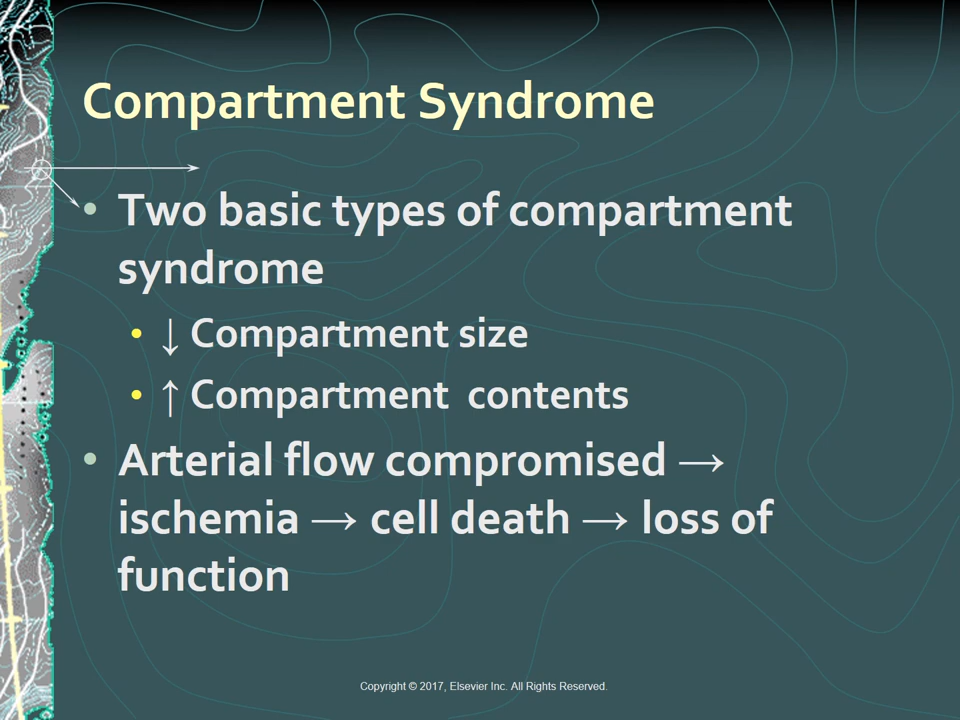 Compartment Syndrome
• Two basic types of compartment
syndrome
• ↓ Compartment size
• ↑ Compartment  contents
• Arterial flow compromised →
ischemia → cell death → loss of
function
Copyright © 2017, Elsevier Inc. All Rights Reserved.